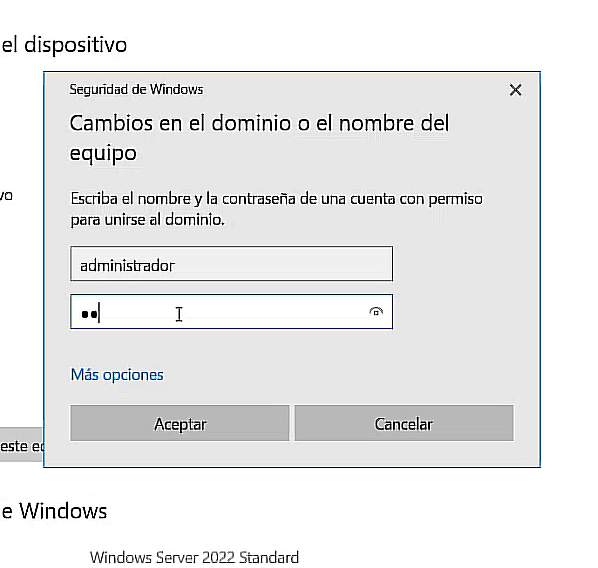 el dispositivo
Seguridad de Windows
Cambios en el dominio o el nombre del
equipo
vo
Escriba el nombre y la contraseña de una cuenta con permiso
para unirse al dominio.
administrador
Más opciones
Aceptar
Cancelar
este ec
e Windows
Windows Server 2022 Standard